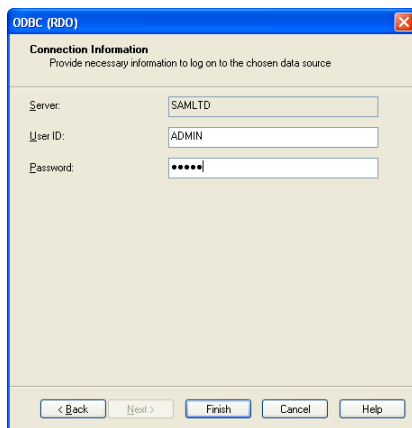 ODBC (RDO)
Connection Information
Provide necessary information to log on to the chosen data source
Server: SAMLTD
User ID: ADMIN
Password: •••••
< Back Next > Finish Cancel Help